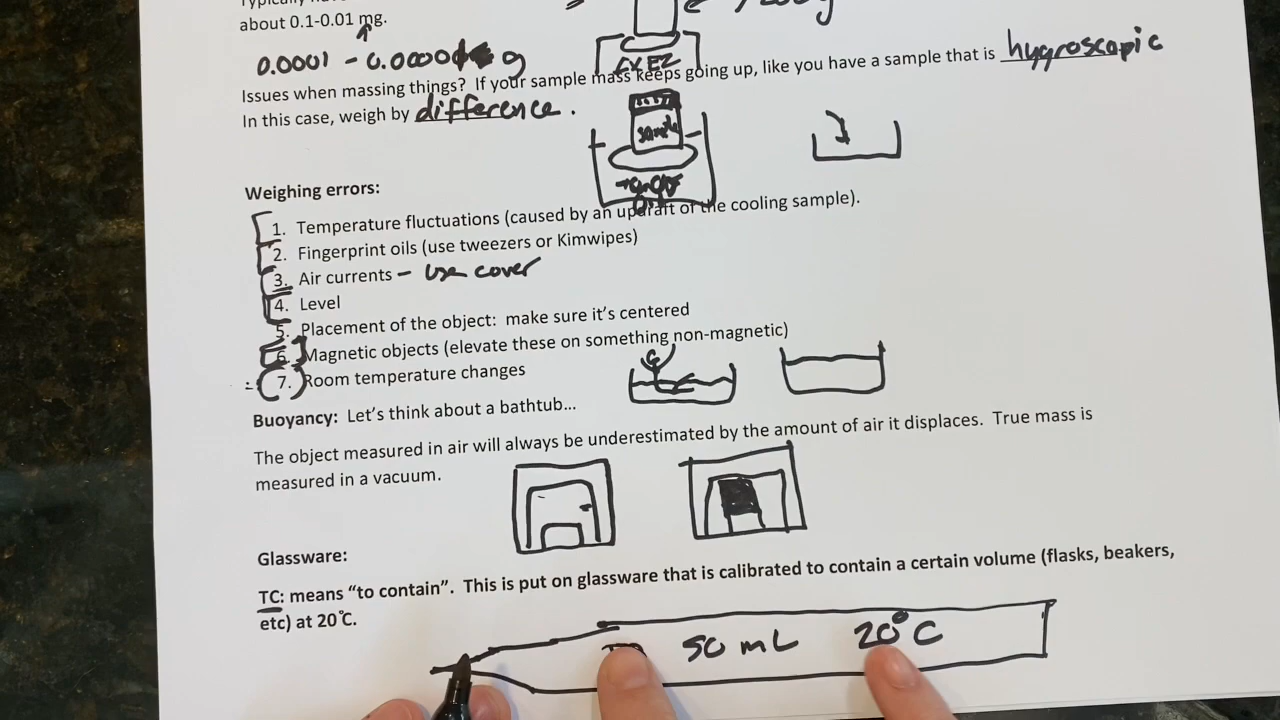 about 0.1-0.01 mg.
0.0001 - 0.00001 g
Issues when massing things? If your sample mass keeps going up, like you have a sample that is hygroscopic
In this case, weigh by difference.
sample
Weighing errors:
1. Temperature fluctuations (caused by an updraft of the cooling sample).
2. Fingerprint oils (use tweezers or Kimwipes)
3. Air currents - use cover
4. Level
5. Placement of the object: make sure it's centered
6. Magnetic objects (elevate these on something non-magnetic)
7. Room temperature changes
Buoyancy: Let's think about a bathtub...
The object measured in air will always be underestimated by the amount of air it displaces. True mass is
measured in a vacuum.
Glassware:
TC: means "to contain". This is put on glassware that is calibrated to contain a certain volume (flasks, beakers,
etc) at 20°C.
50 mL 20°C